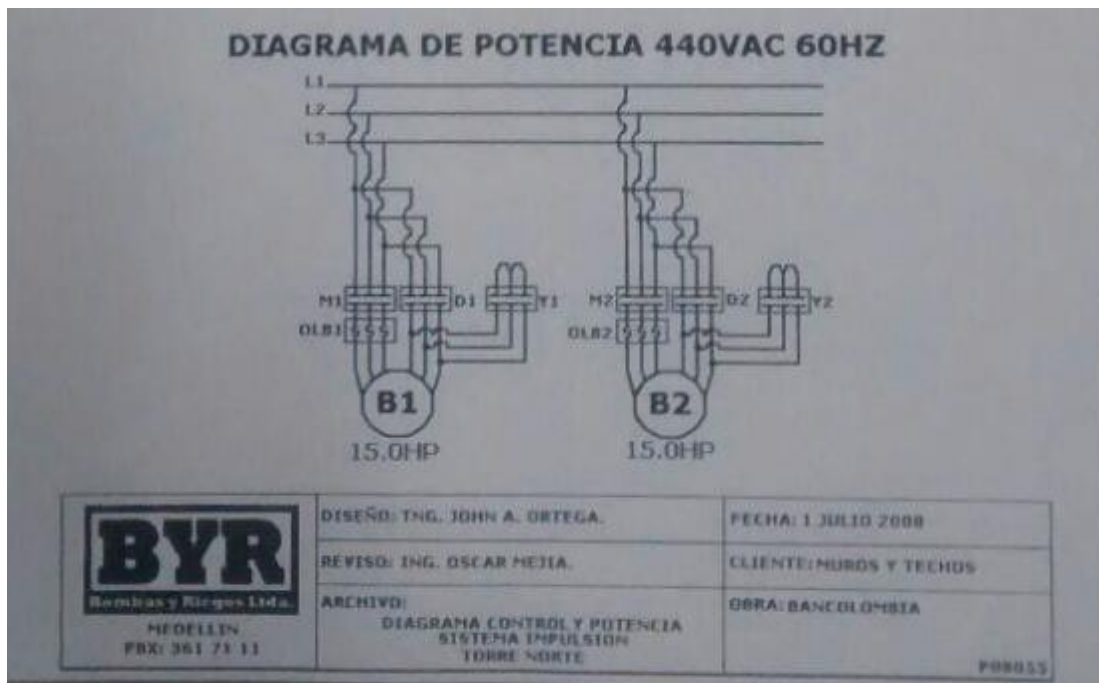 DIAGRAMA DE POTENCIA 440VAC 60HZ
L1
L2
L3
M1
D1
Y1
M2
D2
Y2
OLB1
OLB2
B1
B2
15.0HP
15.0HP
BYR
Bombas y Riegos Ltda.
MEDELLIN
PBX: 361 71 11
DISEÑO: TNG. JOHN A. ORTEGA.
REVISO: ING. OSCAR MEJIA.
ARCHIVO:
DIAGRAMA CONTROL Y POTENCIA
SISTEMA IMPULSION
TORRE NORTE
FECHA: 1 JULIO 2008
CLIENTE: MUROS Y TECHOS
OBRA: BANCOLOMBIA
P08055